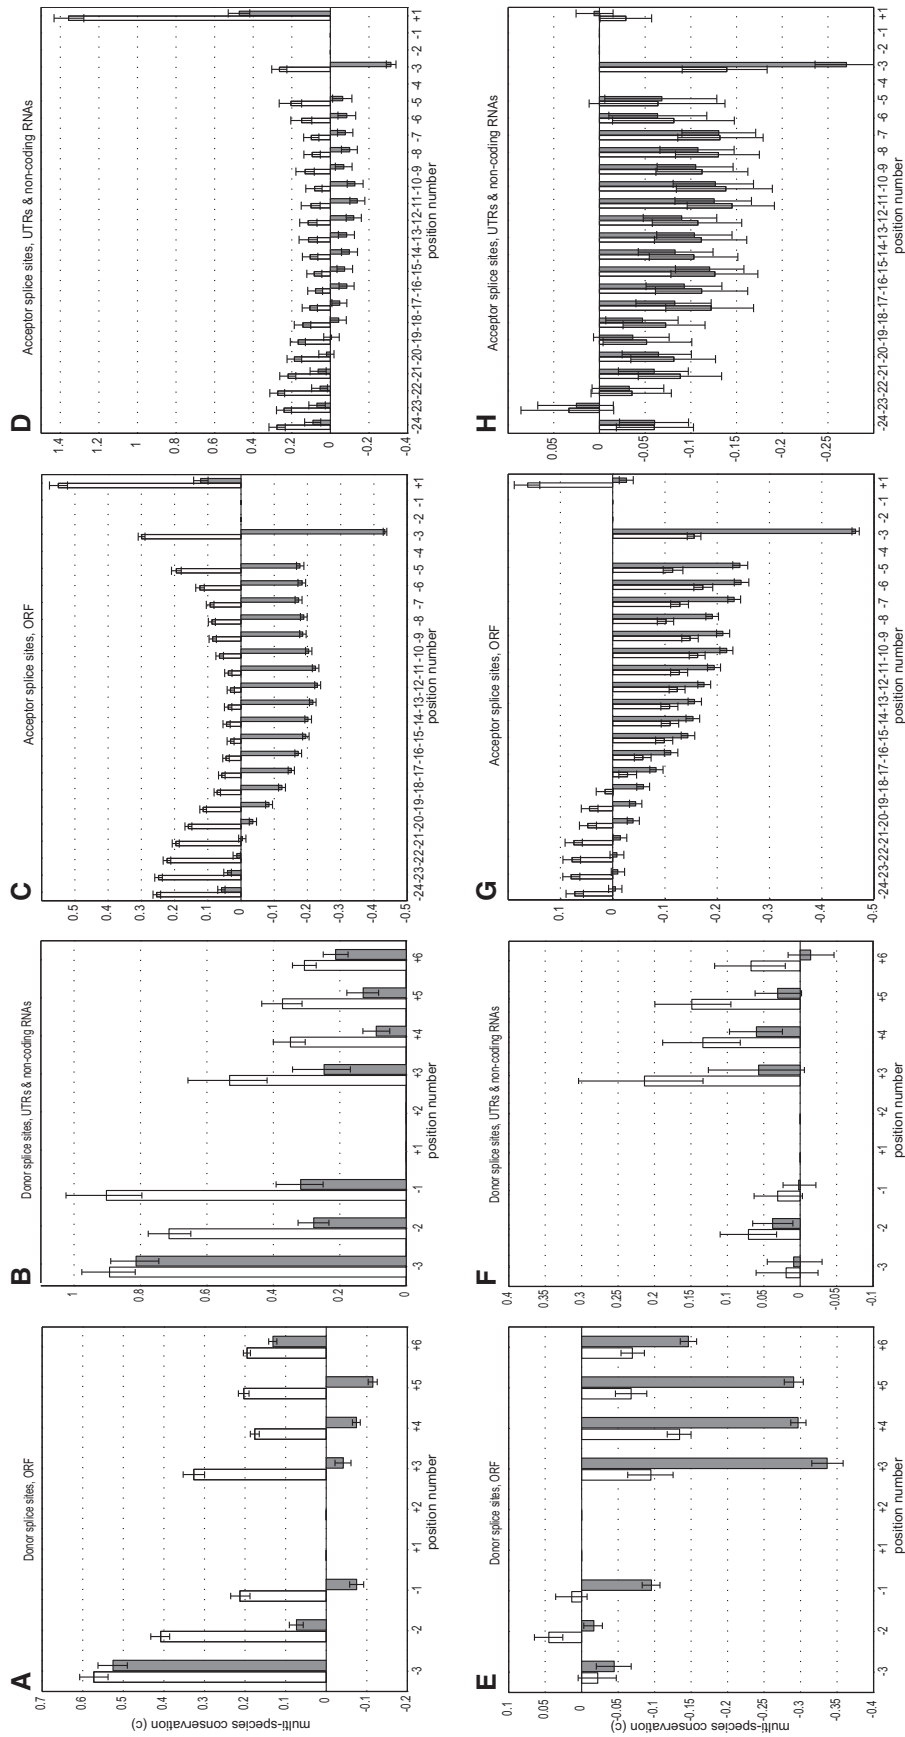 A
Donor splice sites, ORF
0.7
0.6
0.5
0.4
0.3
0.2
0.1
0
-0.1
-0.2
multi-species conservation (c)
-3 -2 -1 +1 +2 +3 +4 +5 +6
position number
B
Donor splice sites, UTRs & non-coding RNAs
1
0.8
0.6
0.4
0.2
0
-3 -2 -1 +1 +2 +3 +4 +5 +6
position number
C
Acceptor splice sites, ORF
0.5
0.4
0.3
0.2
0.1
0
-0.1
-0.2
-0.3
-0.4
-0.5
-24-23-22-21-20-19-18-17-16-15-14-13-12-11-10-9 -8 -7 -6 -5 -4 -3 -2 -1 +1
position number
D
Acceptor splice sites, UTRs & non-coding RNAs
1.4
1.2
1
0.8
0.6
0.4
0.2
0
-0.2
-0.4
-24-23-22-21-20-19-18-17-16-15-14-13-12-11-10-9 -8 -7 -6 -5 -4 -3 -2 -1 +1
position number
E
Donor splice sites, ORF
0.1
0.05
0
-0.05
-0.1
-0.15
-0.2
-0.25
-0.3
-0.35
-0.4
multi-species conservation (c)
-3 -2 -1 +1 +2 +3 +4 +5 +6
position number
F
Donor splice sites, UTRs & non-coding RNAs
0.4
0.35
0.3
0.25
0.2
0.15
0.1
0.05
0
-0.05
-0.1
-3 -2 -1 +1 +2 +3 +4 +5 +6
position number
G
Acceptor splice sites, ORF
0.1
0
-0.1
-0.2
-0.3
-0.4
-0.5
-24-23-22-21-20-19-18-17-16-15-14-13-12-11-10-9 -8 -7 -6 -5 -4 -3 -2 -1 +1
position number
H
Acceptor splice sites, UTRs & non-coding RNAs
0.05
0
-0.05
-0.1
-0.15
-0.2
-0.25
-24-23-22-21-20-19-18-17-16-15-14-13-12-11-10-9 -8 -7 -6 -5 -4 -3 -2 -1 +1
position number